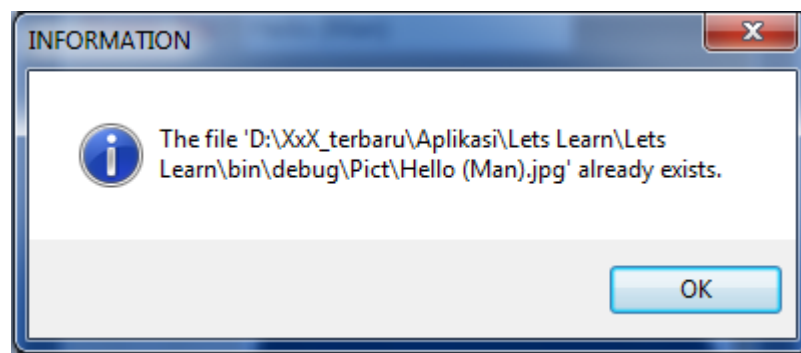 INFORMATION
The file 'D:\XxX_terbaru\Aplikasi\Lets Learn\Lets
Learn\bin\debug\Pict\Hello (Man).jpg' already exists.
OK